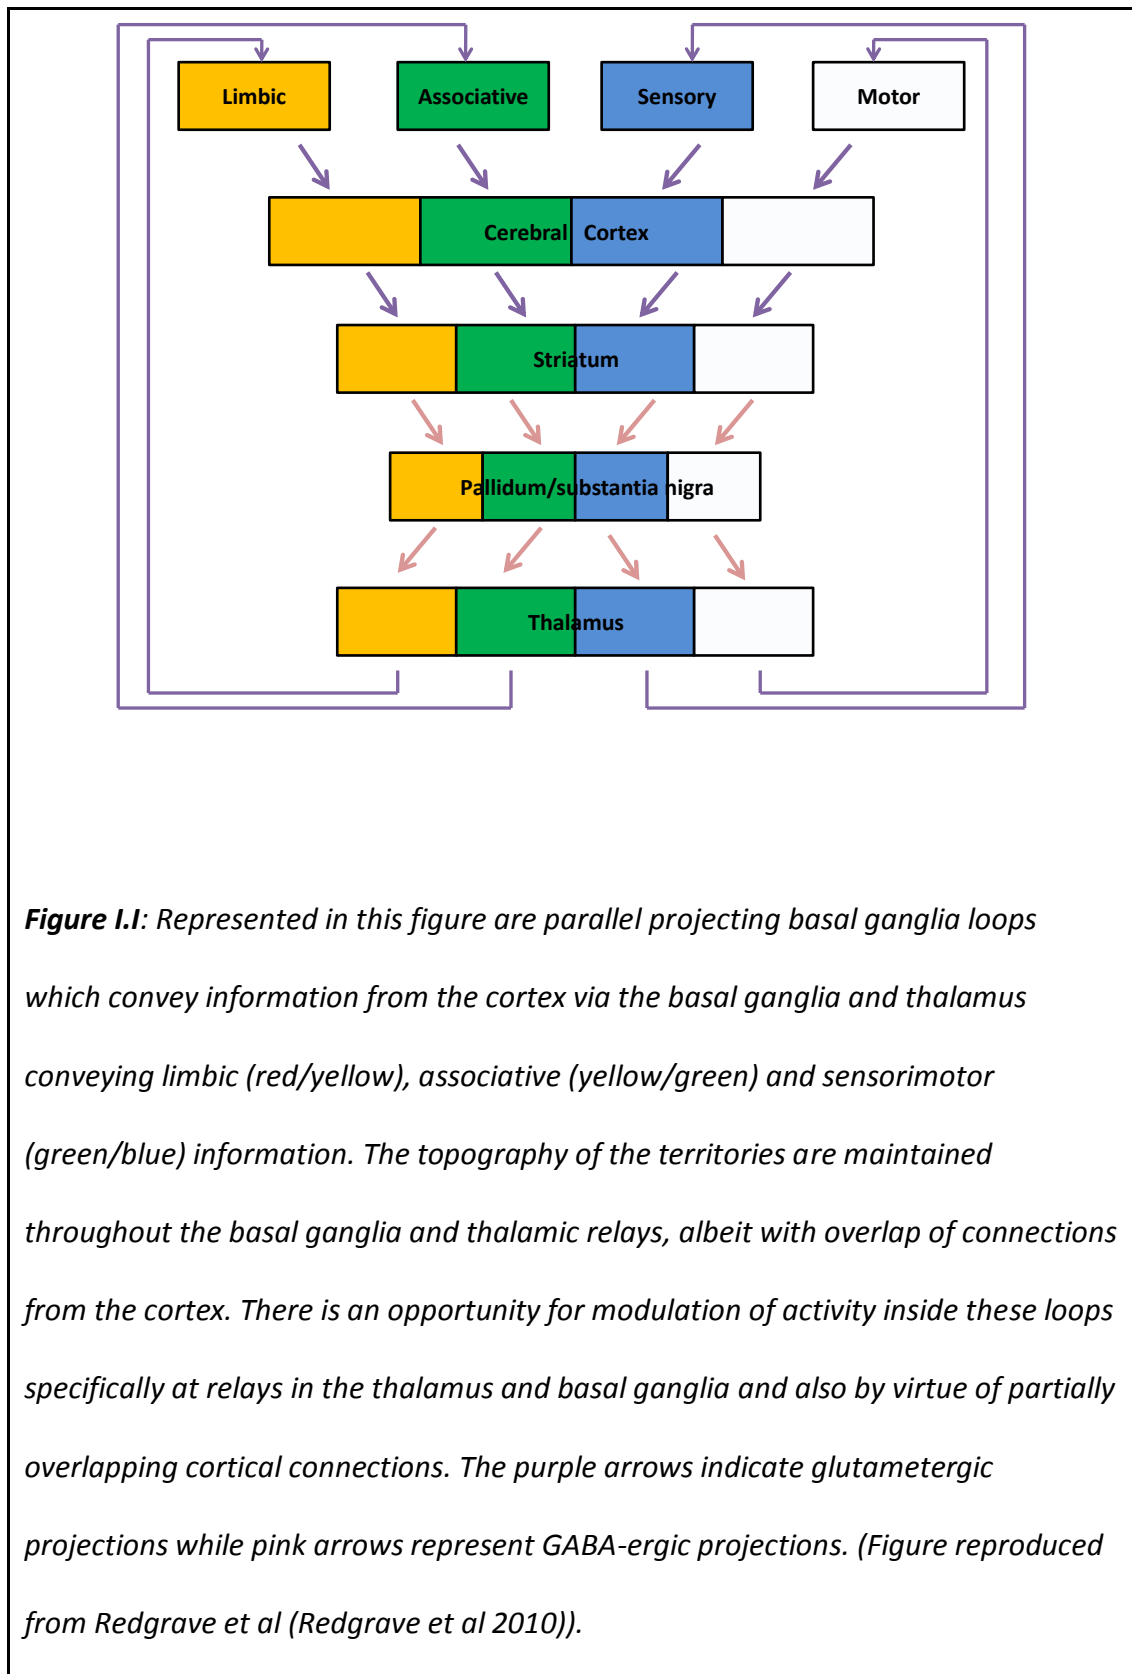 Limbic
Associative
Sensory
Motor
Cerebral Cortex
Striatum
Pallidum/substantia nigra
Thalamus
Figure I.I: Represented in this figure are parallel projecting basal ganglia loops
which convey information from the cortex via the basal ganglia and thalamus
conveying limbic (red/yellow), associative (yellow/green) and sensorimotor
(green/blue) information. The topography of the territories are maintained
throughout the basal ganglia and thalamic relays, albeit with overlap of connections
from the cortex. There is an opportunity for modulation of activity inside these loops
specifically at relays in the thalamus and basal ganglia and also by virtue of partially
overlapping cortical connections. The purple arrows indicate glutametergic
projections while pink arrows represent GABA-ergic projections. (Figure reproduced
from Redgrave et al (Redgrave et al 2010)).